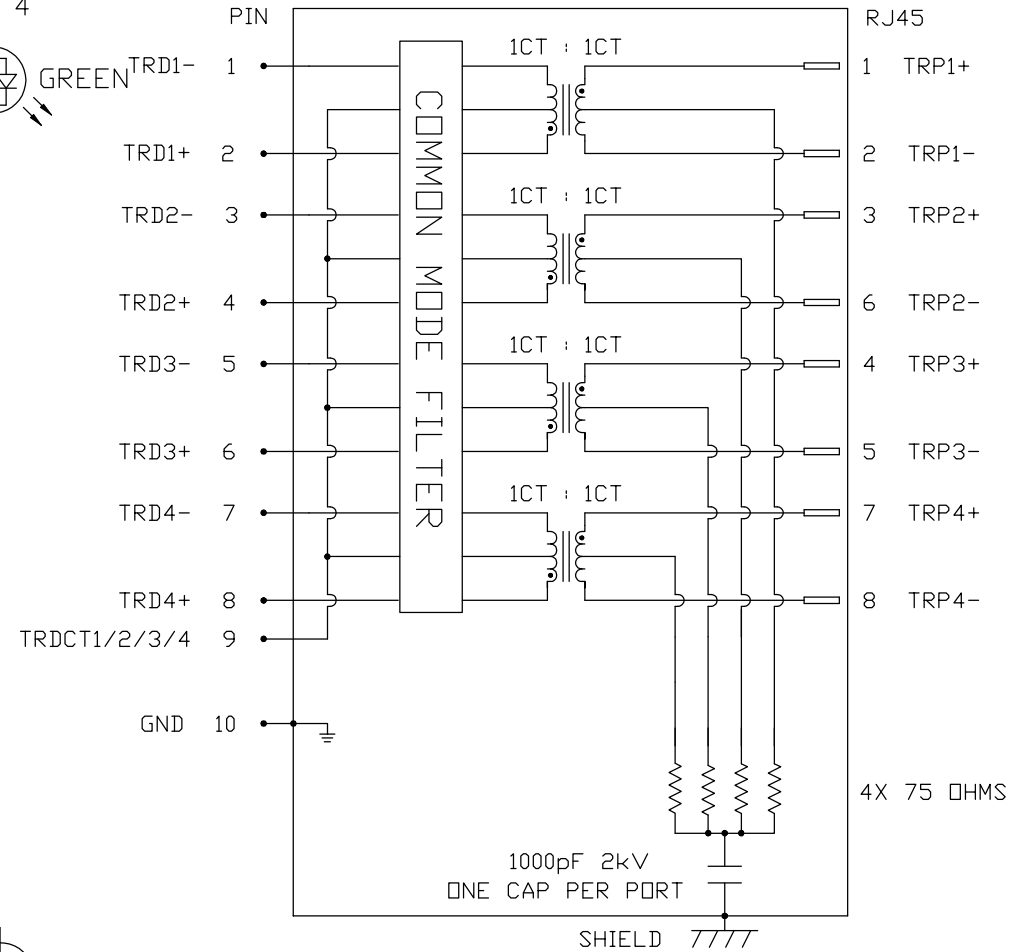 4
GREEN
PIN
RJ45
TRD1- 1
1CT : 1CT
1 TRP1+
TRD1+ 2
2 TRP1-
TRD2- 3
1CT : 1CT
3 TRP2+
TRD2+ 4
6 TRP2-
TRD3- 5
1CT : 1CT
4 TRP3+
TRD3+ 6
5 TRP3-
TRD4- 7
1CT : 1CT
7 TRP4+
TRD4+ 8
8 TRP4-
COMMON MODE FILTER
TRDCT1/2/3/4 9
GND 10
4X 75 OHMS
1000pF 2kV
ONE CAP PER PORT
SHIELD